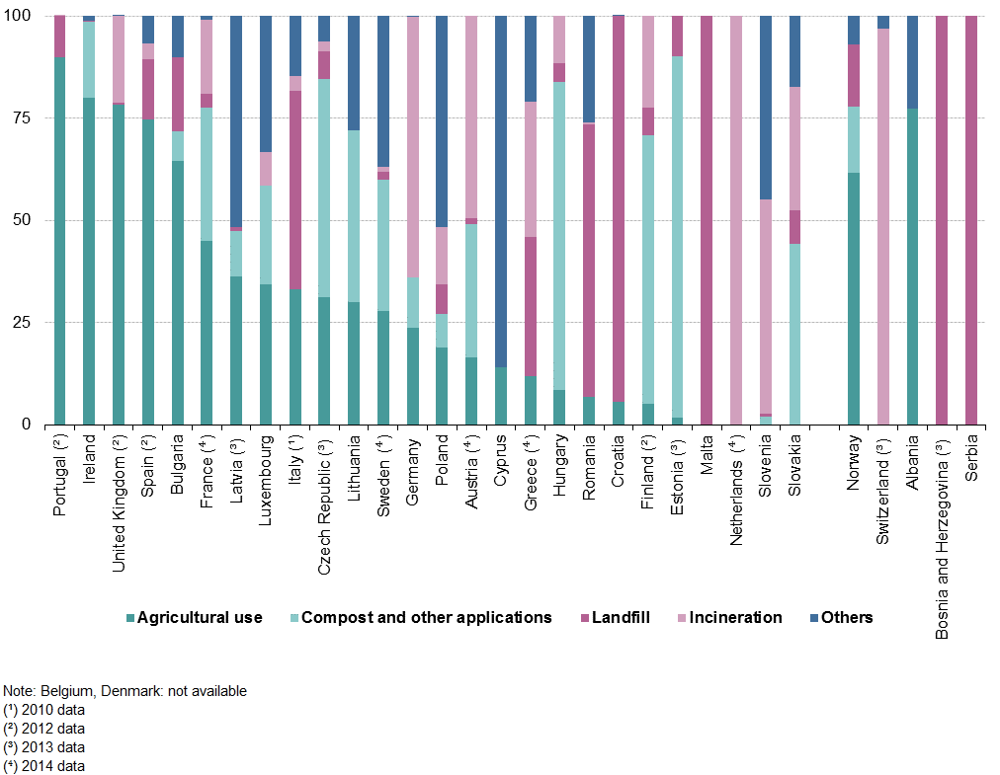 100
75
50
25
0
Portugal (²)
Ireland
United Kingdom (²)
Spain (²)
Bulgaria
France (⁴)
Latvia (³)
Luxembourg
Italy (¹)
Czech Republic (³)
Lithuania
Sweden (⁴)
Germany
Poland
Austria (⁴)
Cyprus
Greece (⁴)
Hungary
Romania
Croatia
Finland (²)
Estonia (³)
Malta
Netherlands (⁴)
Slovenia
Slovakia
Norway
Switzerland (³)
Albania
Bosnia and Herzegovina (³)
Serbia
Agricultural use Compost and other applications Landfill Incineration Others
Note: Belgium, Denmark: not available
(¹) 2010 data
(²) 2012 data
(³) 2013 data
(⁴) 2014 data